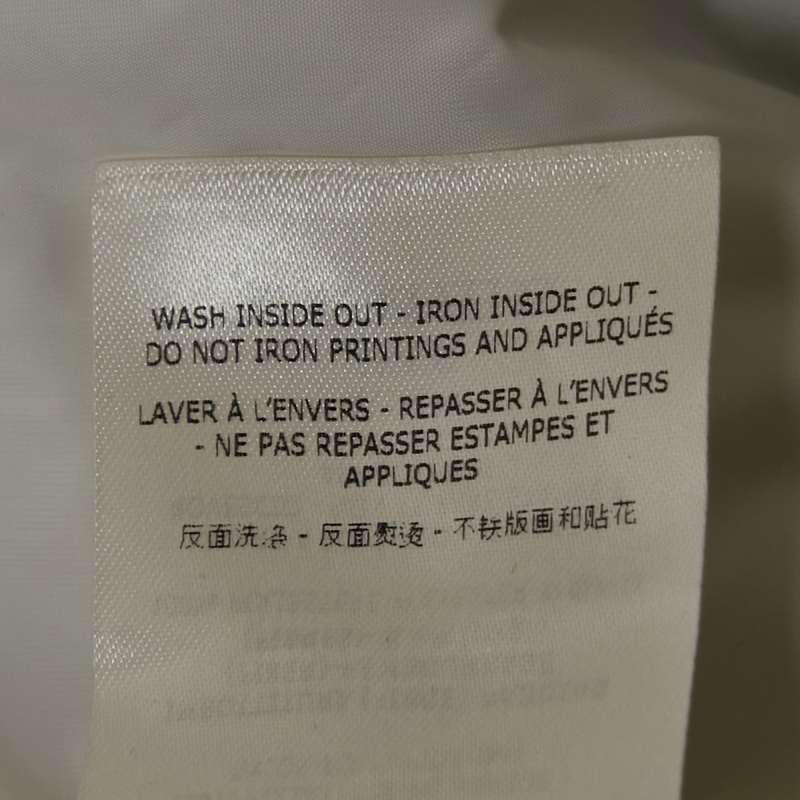 WASH INSIDE OUT - IRON INSIDE OUT -
DO NOT IRON PRINTINGS AND APPLIQUÉS
LAVER À L'ENVERS - REPASSER À L'ENVERS
- NE PAS REPASSER ESTAMPES ET
APPLIQUES
反面洗涤 - 反面熨烫 - 不铁版画和贴花